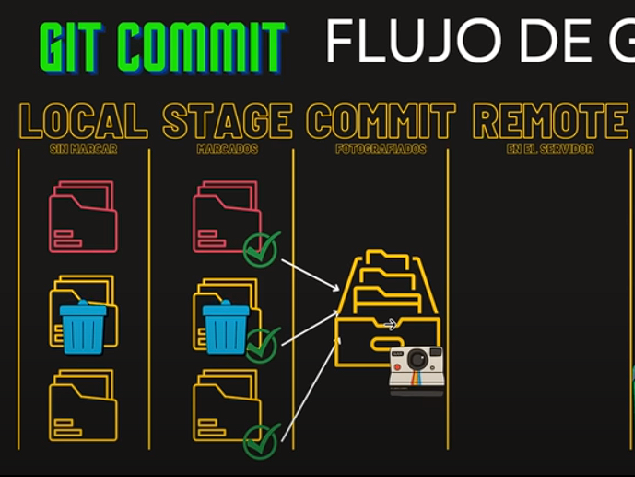 GIT COMMIT
FLUJO DE G
LOCAL STAGE COMMIT REMOTE
SIN MARCAR MARCADOS FOTOGRAFIADOS EN EL SERVIDOR